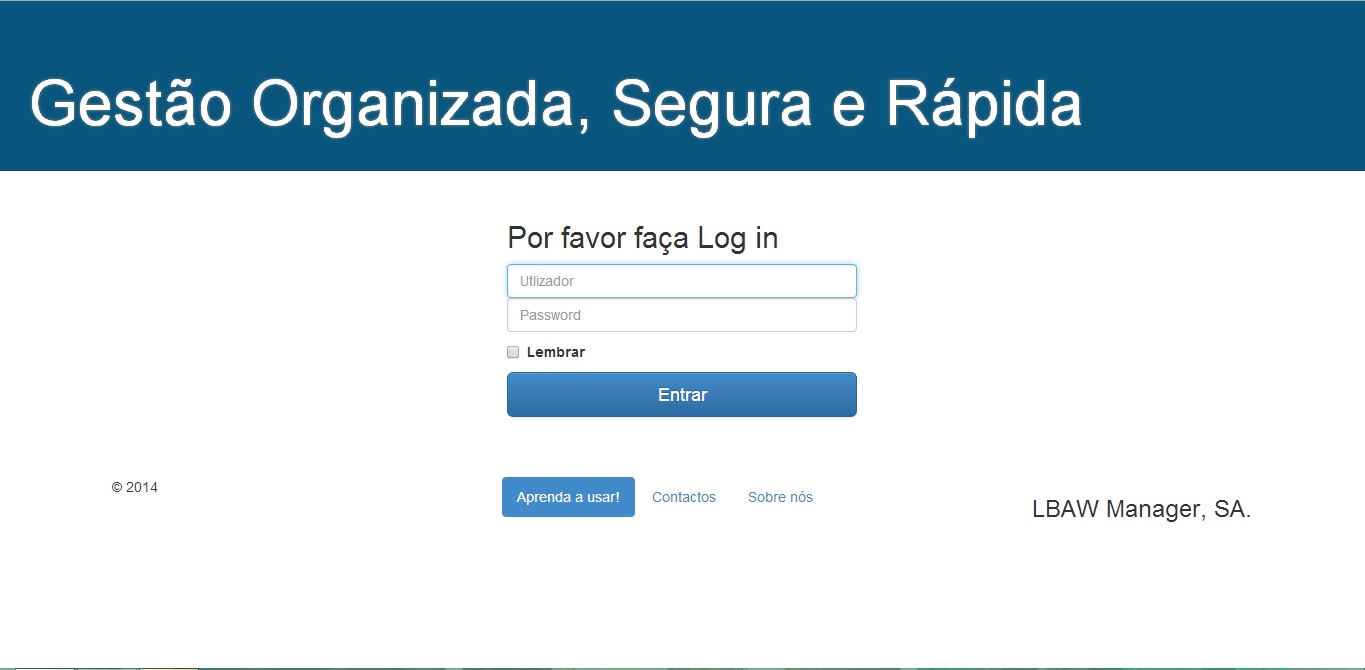 Gestão Organizada, Segura e Rápida
Por favor faça Log in
Utlizador
Password
Lembrar
Entrar
© 2014
Aprenda a usar! Contactos Sobre nós
LBAW Manager, SA.